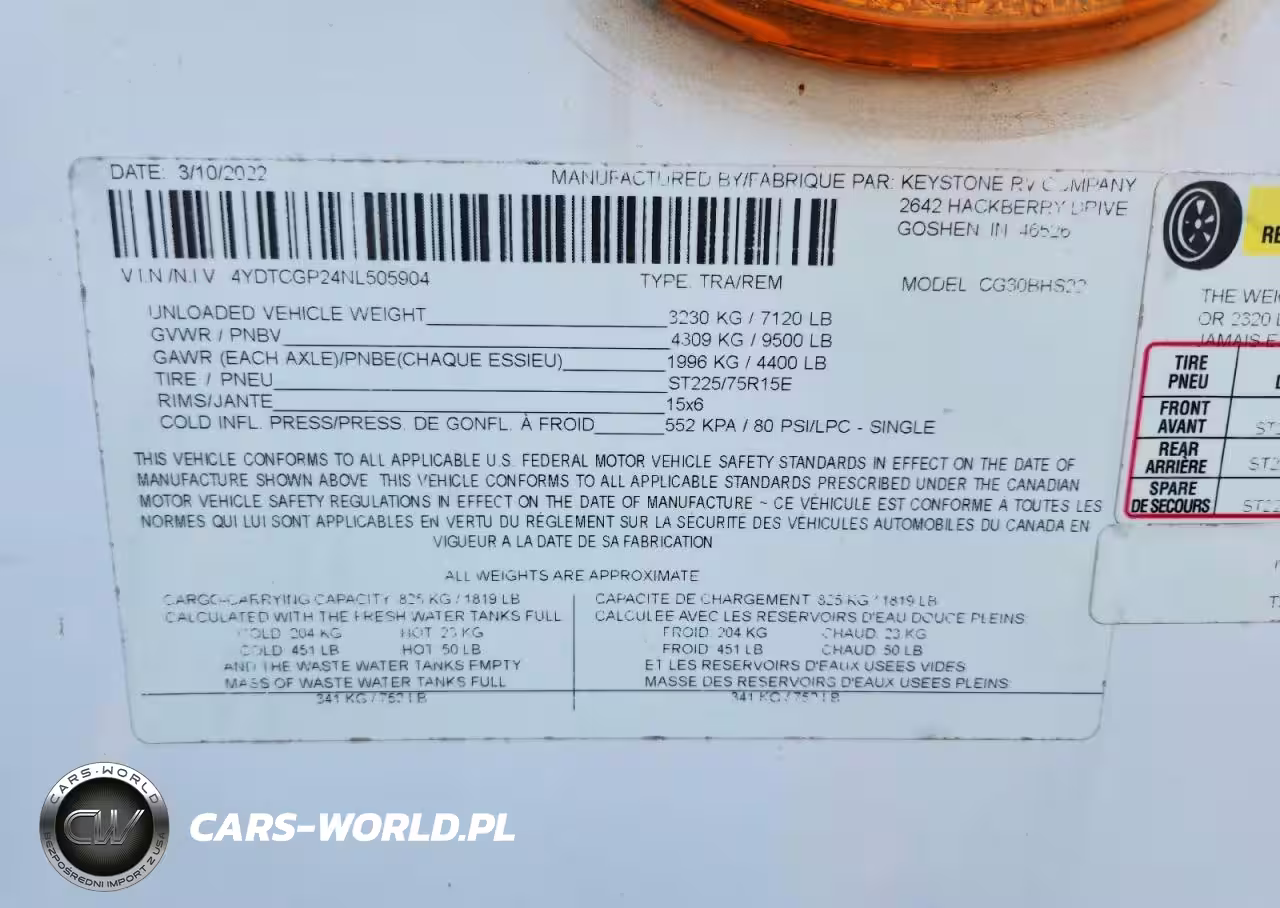 DATE: 3/10/2022
MANUFACTURED BY/FABRIQUE PAR: KEYSTONE RV COMPANY
2642 HACKBERRY DRIVE
GOSHEN IN 46526
V.I.N./N.I.V 4YDTCGP24NL505904 TYPE. TRA/REM MODEL CG30BHS22
UNLOADED VEHICLE WEIGHT 3230 KG / 7120 LB
GVWR / PNBV 4309 KG / 9500 LB
GAWR (EACH AXLE)/PNBE(CHAQUE ESSIEU) 1996 KG / 4400 LB
TIRE / PNEU ST225/75R15E
RIMS/JANTE 15x6
COLD INFL. PRESS/PRESS. DE GONFL. À FROID 552 KPA / 80 PSI/LPC - SINGLE
THIS VEHICLE CONFORMS TO ALL APPLICABLE U.S. FEDERAL MOTOR VEHICLE SAFETY STANDARDS IN EFFECT ON THE DATE OF
MANUFACTURE SHOWN ABOVE THIS VEHICLE CONFORMS TO ALL APPLICABLE STANDARDS PRESCRIBED UNDER THE CANADIAN
MOTOR VEHICLE SAFETY REGULATIONS IN EFFECT ON THE DATE OF MANUFACTURE ~ CE VÉHICULE EST CONFORME A TOUTES LES
NORMES QUI LUI SONT APPLICABLES EN VERTU DU RÉGLEMENT SUR LA SÉCURITÉ DES VÉHICULES AUTOMOBILES DU CANADA EN
VIGUEUR A LA DATE DE SA FABRICATION
ALL WEIGHTS ARE APPROXIMATE
CARGO-CARRYING CAPACITY 825 KG / 1819 LB
CALCULATED WITH THE FRESH WATER TANKS FULL
COLD 204 KG HOT 23 KG
COLD 451 LB HOT 50 LB
AND THE WASTE WATER TANKS EMPTY
MASS OF WASTE WATER TANKS FULL
341 KG / 752 LB
CAPACITE DE CHARGEMENT 825 KG / 1819 LB
CALCULEE AVEC LES RESERVOIRS D'EAU DOUCE PLEINS
FROID 204 KG CHAUD 23 KG
FROID 451 LB CHAUD 50 LB
ET LES RESERVOIRS D'EAUX USEES VIDES
MASSE DES RESERVOIRS D'EAUX USEES PLEINS
341 KG / 752 LB
THE WEI
OR 2320
JAMAIS E
TIRE
PNEU
FRONT
AVANT
REAR
ARRIÈRE
SPARE
DE SECOURS
CARS-WORLD
CW
BEZPOŚREDNI IMPORT Z USA
CARS-WORLD.PL